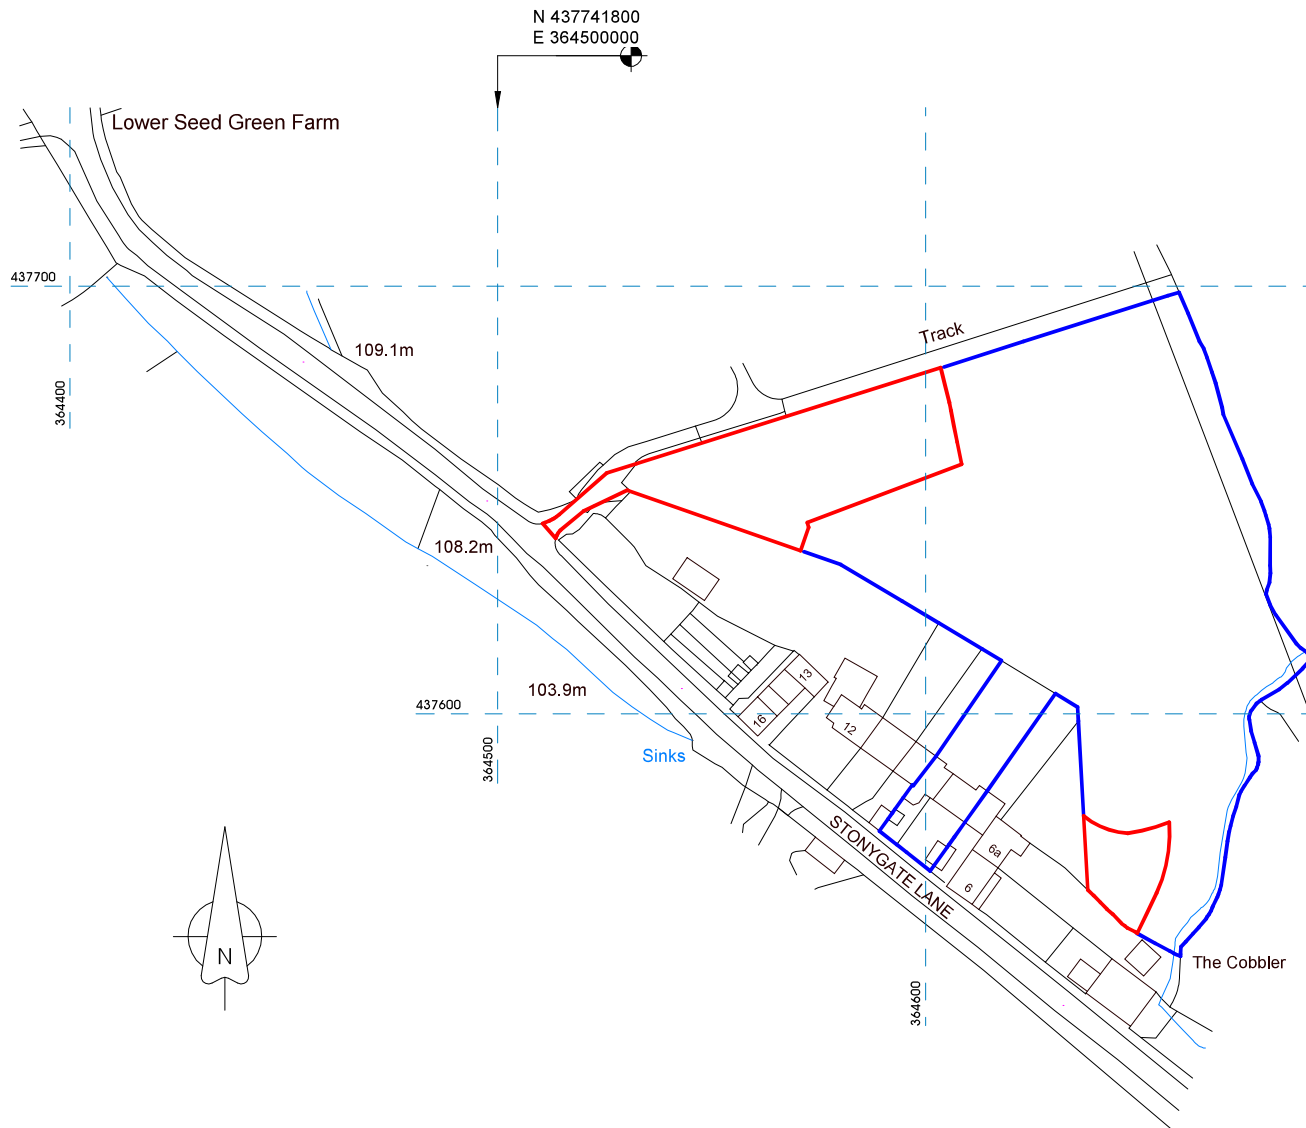 N 437741800
E 364500000
Lower Seed Green Farm
437700
Track
109.1m
364400
108.2m
103.9m
437600
13
16
12
364500
Sinks
STONYGATE LANE
6a
6
N
The Cobbler
364600